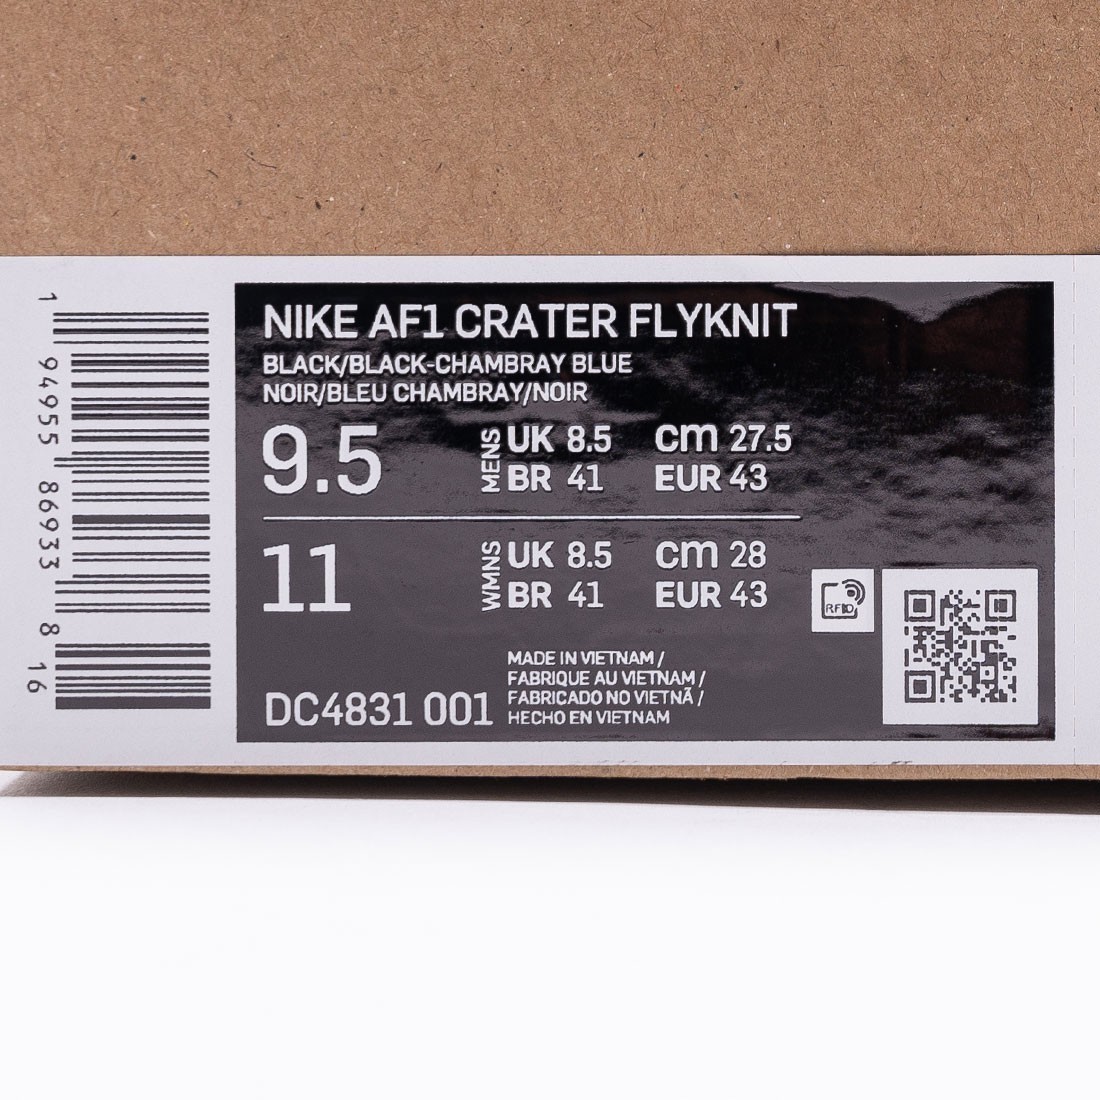 NIKE AF1 CRATER FLYKNIT
BLACK/BLACK-CHAMBRAY BLUE
NOIR/BLEU CHAMBRAY/NOIR
9.5 MENS UK 8.5 cm 27.5
BR 41 EUR 43
11 WMNS UK 8.5 cm 28
BR 41 EUR 43
RFID
MADE IN VIETNAM /
FABRIQUE AU VIETNAM /
FABRICADO NO VIETNÃ /
HECHO EN VIETNAM
DC4831 001
1 94955 86933 8 16